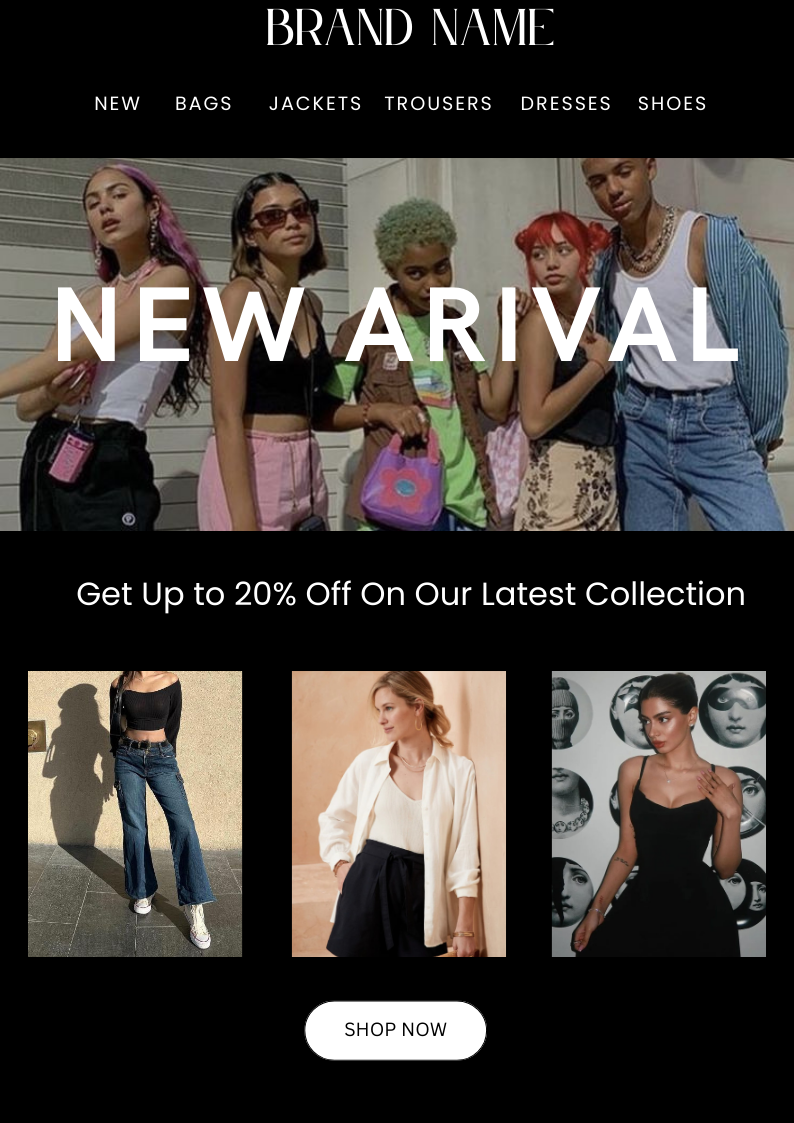 BRAND NAME
NEW BAGS JACKETS TROUSERS DRESSES SHOES
NEW ARIVAL
Get Up to 20% Off On Our Latest Collection
SHOP NOW